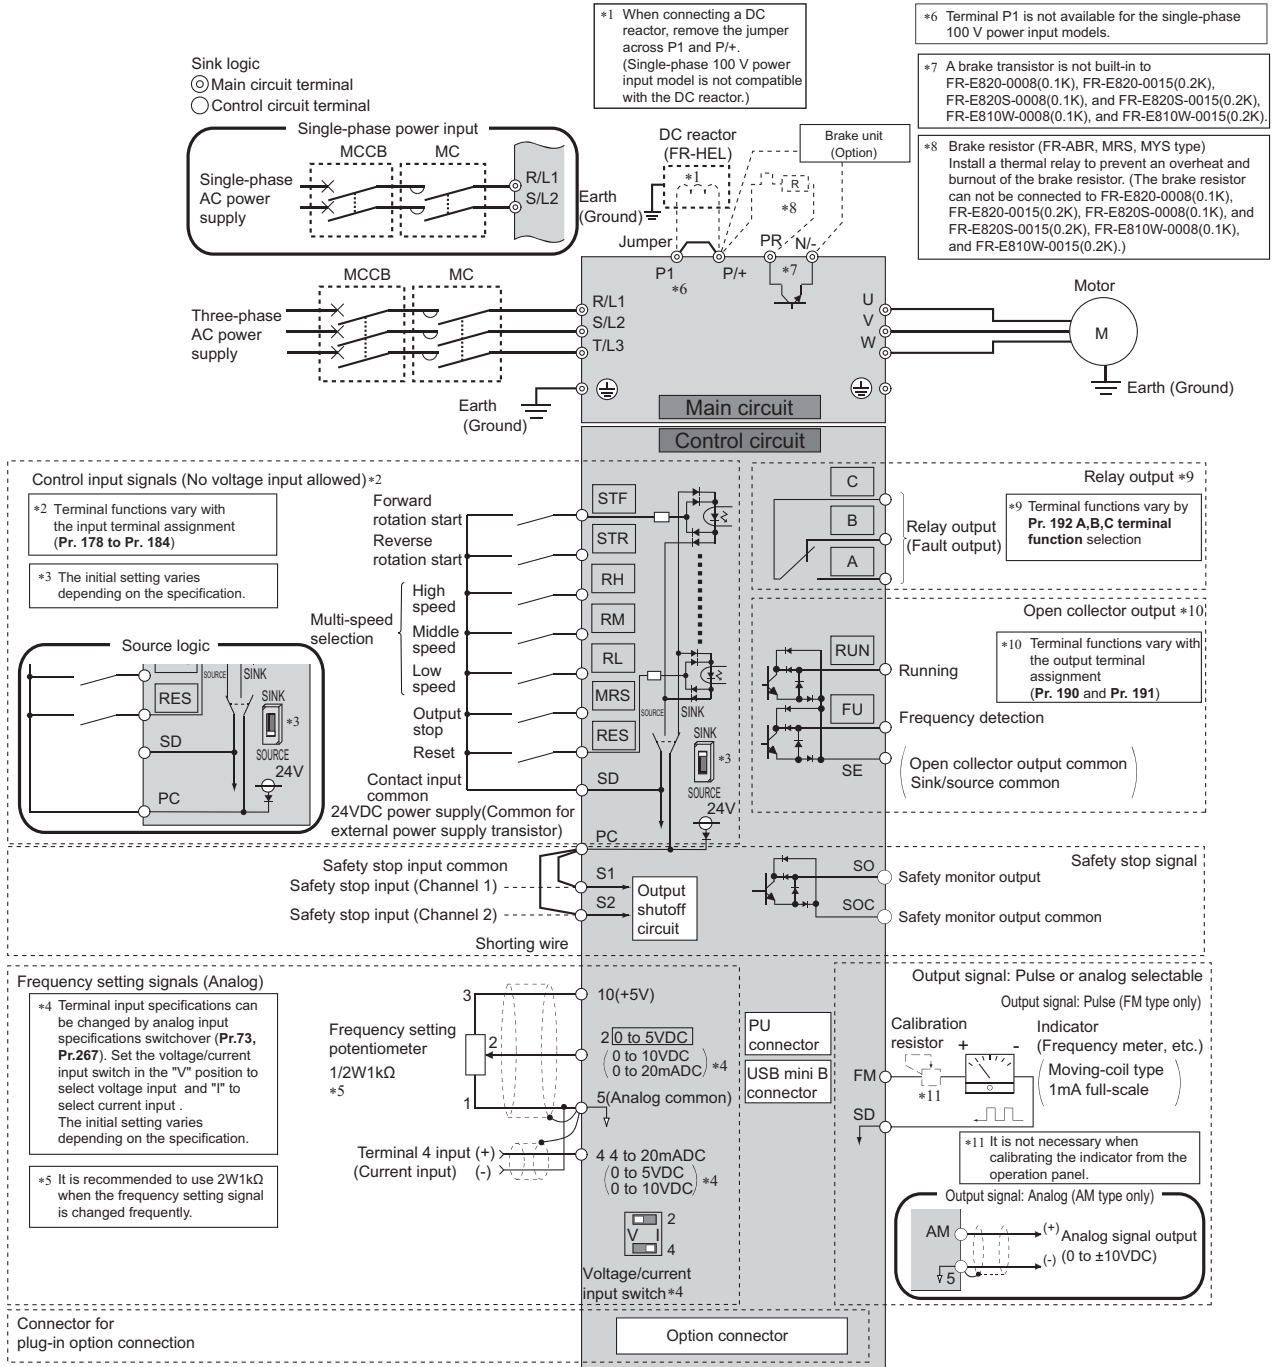 *1 When connecting a DC
reactor, remove the jumper
across P1 and P/+.
(Single-phase 100 V power
input model is not compatible
with the DC reactor.)
*6 Terminal P1 is not available for the single-phase
100 V power input models.
*7 A brake transistor is not built-in to
FR-E820-0008(0.1K), FR-E820-0015(0.2K),
FR-E820S-0008(0.1K), and FR-E820S-0015(0.2K),
FR-E810W-0008(0.1K), and FR-E810W-0015(0.2K).
*8 Brake resistor (FR-ABR, MRS, MYS type)
Install a thermal relay to prevent an overheat and
burnout of the brake resistor. (The brake resistor
can not be connected to FR-E820-0008(0.1K),
FR-E820-0015(0.2K), FR-E820S-0008(0.1K), and
FR-E820S-0015(0.2K), FR-E810W-0008(0.1K),
and FR-E810W-0015(0.2K).)
Sink logic
Main circuit terminal
Control circuit terminal
Single-phase power input
MCCB
MC
Single-phase
AC power
supply
R/L1
S/L2
DC reactor
(FR-HEL)
*1
Brake unit
(Option)
R
*8
Earth
(Ground)
Jumper
PR
N/-
P1
*6
P/+
*7
MCCB
MC
Three-phase
AC power
supply
R/L1
S/L2
T/L3
U
V
W
Motor
M
Earth (Ground)
Earth
(Ground)
Main circuit
Control circuit
Control input signals (No voltage input allowed)*2
*2 Terminal functions vary with
the input terminal assignment
(Pr. 178 to Pr. 184)
*3 The initial setting varies
depending on the specification.
Forward
rotation start
Reverse
rotation start
Multi-speed
selection
High
speed
Middle
speed
Low
speed
Output
stop
Reset
Contact input
common
24VDC power supply(Common for
external power supply transistor)
STF
STR
RH
RM
RL
MRS
RES
SD
PC
SOURCE
SINK
SINK
*3
SOURCE
24V
Source logic
RES
SOURCE
SINK
SINK
*3
SOURCE
SD
24V
PC
Relay output *9
C
B
A
Relay output
(Fault output)
*9 Terminal functions vary by
Pr. 192 A,B,C terminal
function selection
Open collector output *10
RUN
FU
SE
Running
Frequency detection
Open collector output common
Sink/source common
*10 Terminal functions vary with
the output terminal
assignment
(Pr. 190 and Pr. 191)
Safety stop input common
Safety stop input (Channel 1)
Safety stop input (Channel 2)
Shorting wire
S1
S2
Output
shutoff
circuit
Safety stop signal
SO
Safety monitor output
SOC
Safety monitor output common
Frequency setting signals (Analog)
*4 Terminal input specifications can
be changed by analog input
specifications switchover (Pr.73,
Pr.267). Set the voltage/current
input switch in the "V" position to
select voltage input and "I" to
select current input .
The initial setting varies
depending on the specification.
*5 It is recommended to use 2W1kΩ
when the frequency setting signal
is changed frequently.
Frequency setting
potentiometer
1/2W1kΩ
*5
3
2
1
10(+5V)
2 0 to 5VDC
(0 to 10VDC
0 to 20mADC) *4
5(Analog common)
Terminal 4 input (+)
(Current input) (-)
4 4 to 20mADC
(0 to 5VDC
0 to 10VDC) *4
2
V I
4
Voltage/current
input switch*4
PU
connector
USB mini B
connector
Output signal: Pulse or analog selectable
Output signal: Pulse (FM type only)
Calibration
resistor
+ -
Indicator
(Frequency meter, etc.)
(Moving-coil type
1mA full-scale)
FM
*11
SD
*11 It is not necessary when
calibrating the indicator from the
operation panel.
Output signal: Analog (AM type only)
AM
5
(+)
(-)
Analog signal output
(0 to ±10VDC)
Connector for
plug-in option connection
Option connector